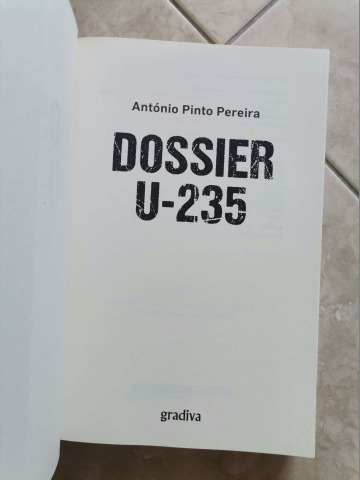 António Pinto Pereira
DOSSIER
U-235
gradiva